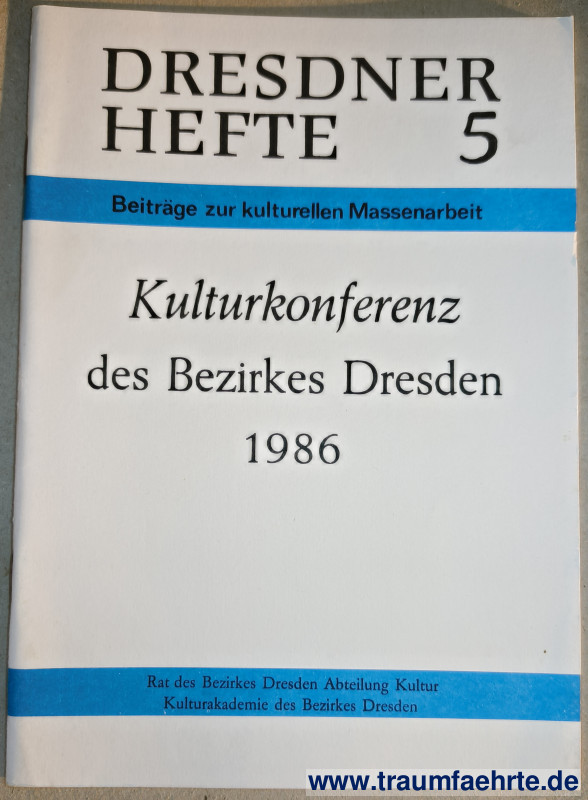 DRESDNER
HEFTE 5
Beiträge zur kulturellen Massenarbeit
Kulturkonferenz
des Bezirkes Dresden
1986
Rat des Bezirkes Dresden Abteilung Kultur
Kulturakademie des Bezirkes Dresden
www.traumfaehrte.de